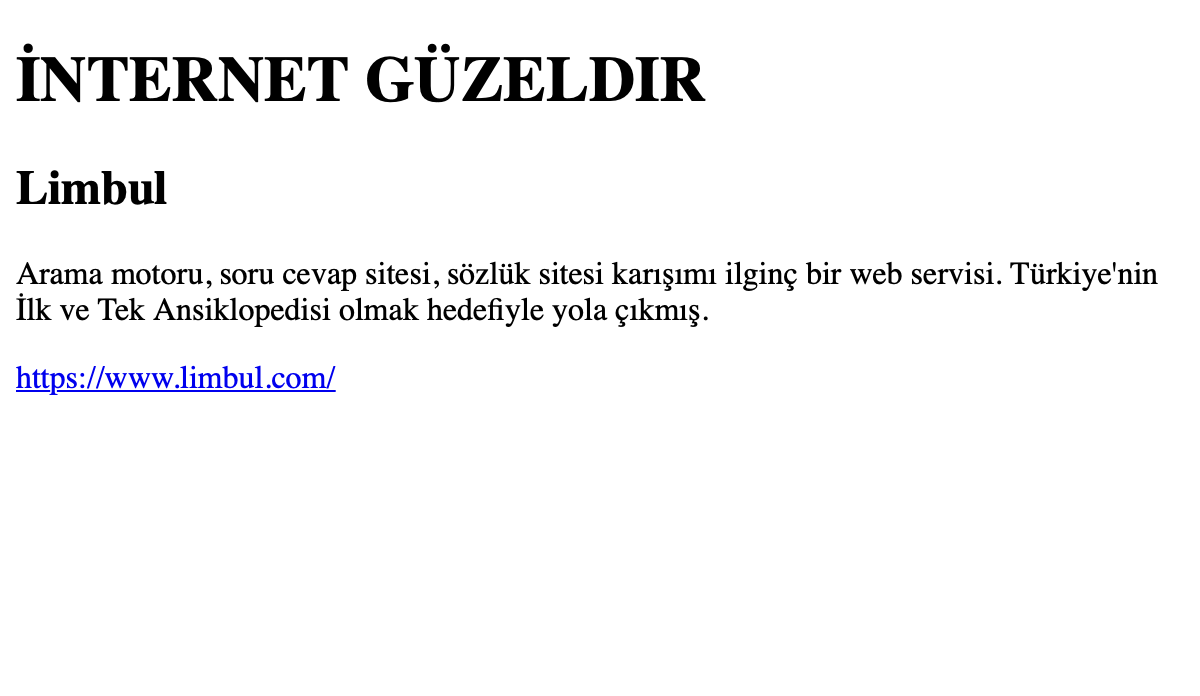 İNTERNET GÜZELDIR
Limbul
Arama motoru, soru cevap sitesi, sözlük sitesi karışımı ilginç bir web servisi. Türkiye'nin
İlk ve Tek Ansiklopedisi olmak hedefiyle yola çıkmış.
https://www.limbul.com/